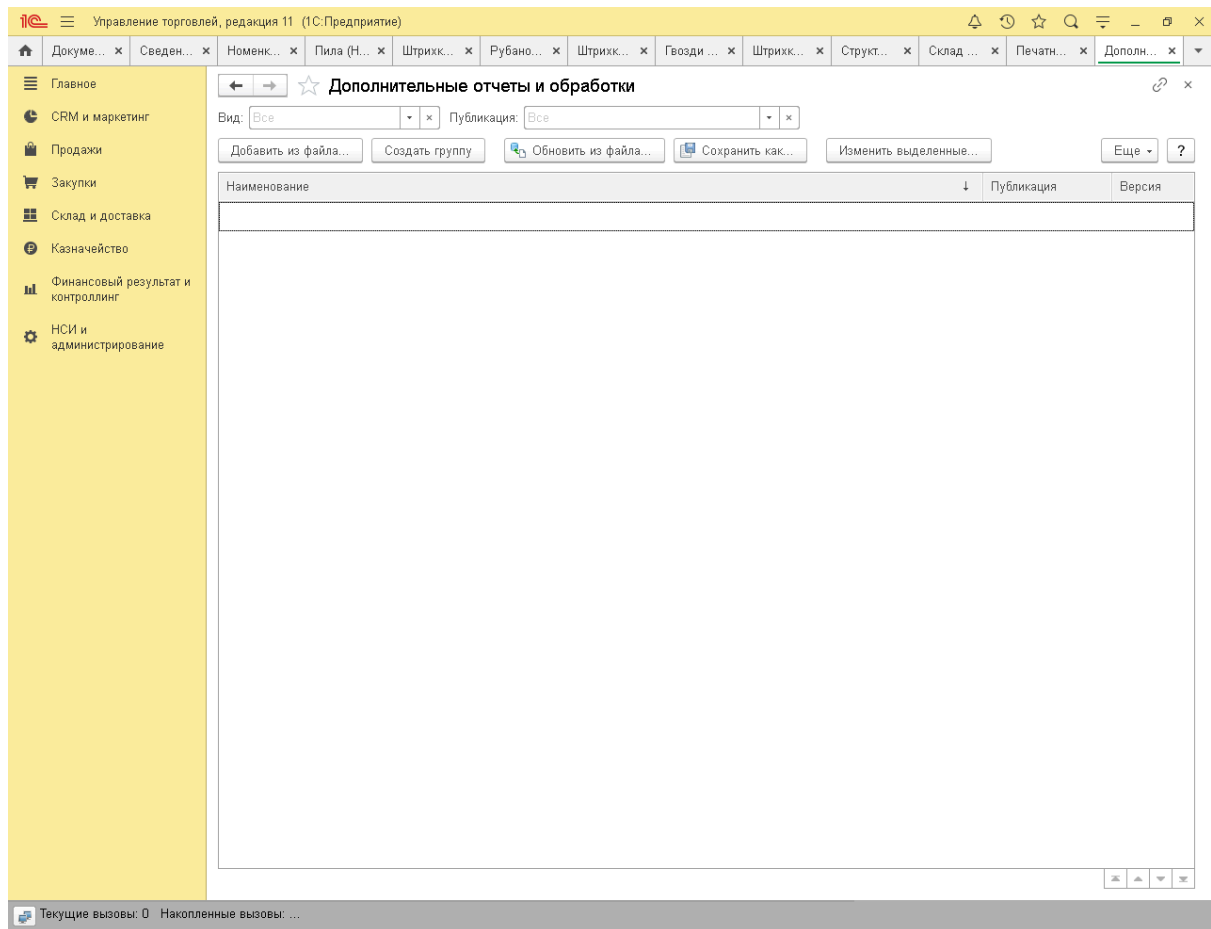 1С Управление торговлей, редакция 11 (1С:Предприятие)
Докуме... Сведен... Номенк... Пила (Н... Штрихк... Рубано... Штрихк... Гвозди ... Штрихк... Структ... Склад ... Печатн... Дополн...
Главное
CRM и маркетинг
Продажи
Закупки
Склад и доставка
Казначейство
Финансовый результат и
контроллинг
НСИ и
администрирование
Дополнительные отчеты и обработки
Вид: Все Публикация: Все
Добавить из файла... Создать группу Обновить из файла... Сохранить как... Изменить выделенные... Еще ?
Наименование ↓ Публикация Версия
Текущие вызовы: 0 Накопленные вызовы: ...